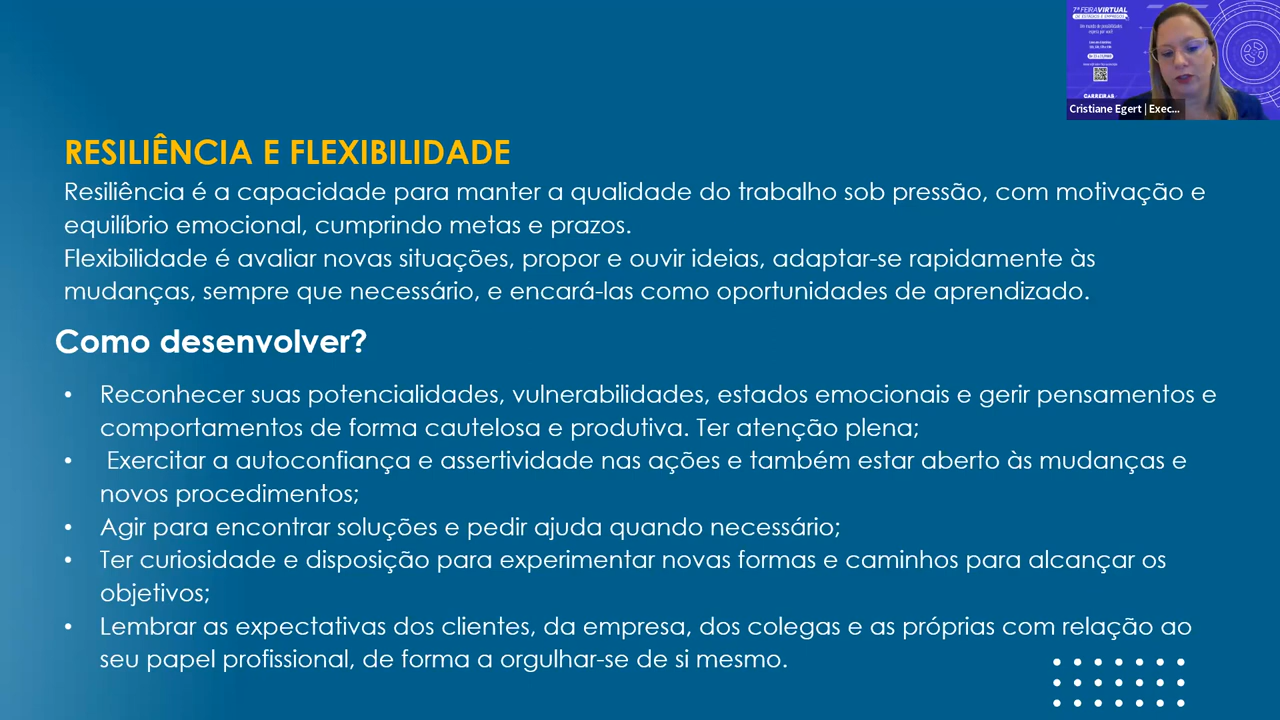 7ª FEIRA VIRTUAL
DE ESTÁGIOS E EMPREGOS
CARREIRAS
Cristiane Egert | Exec...
RESILIÊNCIA E FLEXIBILIDADE
Resiliência é a capacidade para manter a qualidade do trabalho sob pressão, com motivação e
equilíbrio emocional, cumprindo metas e prazos.
Flexibilidade é avaliar novas situações, propor e ouvir ideias, adaptar-se rapidamente às
mudanças, sempre que necessário, e encará-las como oportunidades de aprendizado.
Como desenvolver?
• Reconhecer suas potencialidades, vulnerabilidades, estados emocionais e gerir pensamentos e
comportamentos de forma cautelosa e produtiva. Ter atenção plena;
• Exercitar a autoconfiança e assertividade nas ações e também estar aberto às mudanças e
novos procedimentos;
• Agir para encontrar soluções e pedir ajuda quando necessário;
• Ter curiosidade e disposição para experimentar novas formas e caminhos para alcançar os
objetivos;
• Lembrar as expectativas dos clientes, da empresa, dos colegas e as próprias com relação ao
seu papel profissional, de forma a orgulhar-se de si mesmo.